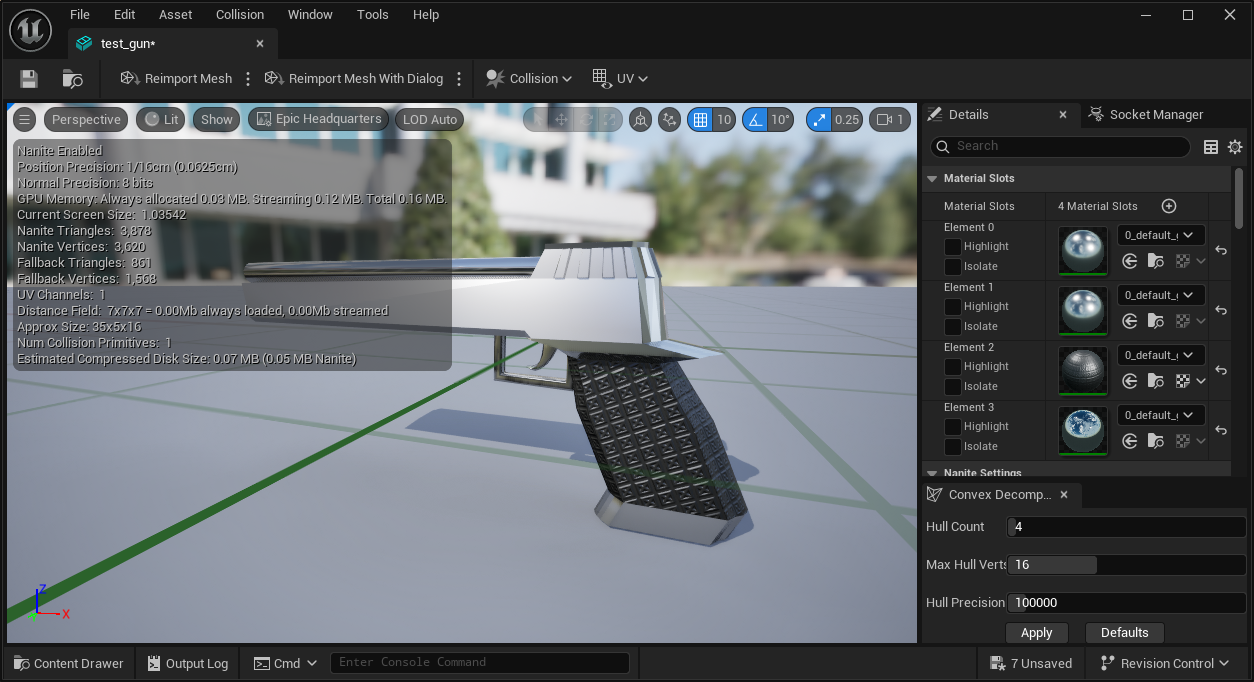 File Edit Asset Collision Window Tools Help
test_gun*
Reimport Mesh Reimport Mesh With Dialog Collision UV
Perspective Lit Show Epic Headquarters LOD Auto 10 10° 0.25 1
Nanite Enabled
Position Precision: 1/16cm (0.0625cm)
Normal Precision: 8 bits
GPU Memory: Always allocated 0.03 MB. Streaming 0.12 MB. Total 0.16 MB.
Current Screen Size: 1.03542
Nanite Triangles: 3,878
Nanite Vertices: 3,620
Fallback Triangles: 861
Fallback Vertices: 1,568
UV Channels: 1
Distance Field: 7x7x7 = 0.00Mb always loaded, 0.00Mb streamed
Approx Size: 35x5x16
Num Collision Primitives: 1
Estimated Compressed Disk Size: 0.07 MB (0.05 MB Nanite)
Z
X
Details Socket Manager
Search
Material Slots
Material Slots 4 Material Slots
Element 0
0_default_
Highlight
Isolate
Element 1
0_default_
Highlight
Isolate
Element 2
0_default_
Highlight
Isolate
Element 3
0_default_
Highlight
Isolate
Nanite Settings
Convex Decomp...
Hull Count 4
Max Hull Verts 16
Hull Precision 100000
Apply Defaults
Content Drawer Output Log Cmd Enter Console Command 7 Unsaved Revision Control